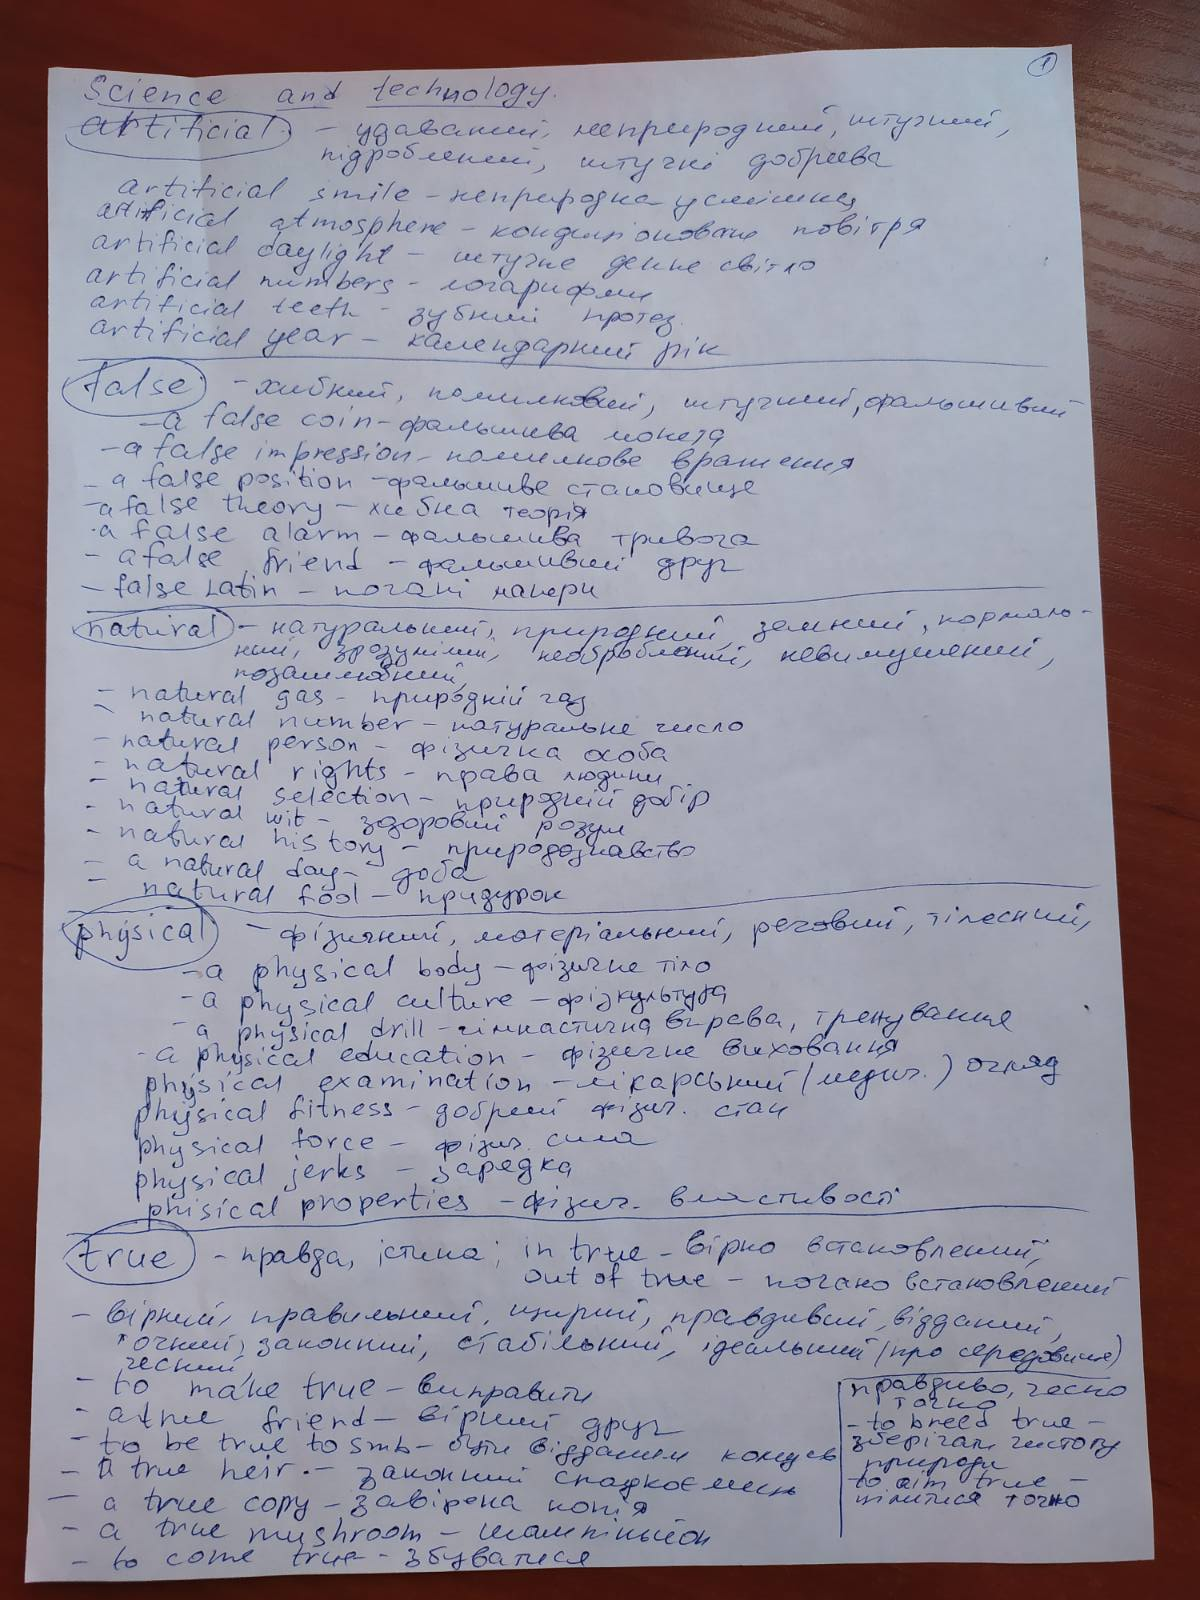 1
Science and technology.
artificial. - удаваний, неприродний, штучний,
підроблений, штучні добрива
artificial smile - неприродна усмішка
artificial atmosphere - кондиціоноване повітря
artificial daylight - штучне денне світло
artificial numbers - логарифми
artificial teeth - зубний протез.
artificial year - календарний рік
false - хибний, помилковий, штучний, фальшивий
- a false coin - фальшива монета
- a false impression - помилкове враження
- a false position - фальшиве становище
- a false theory - хибна теорія
- a false alarm - фальшива тривога
- a false friend - фальшивий друг
- false Latin - погані манери
natural - натуральний, природний, земний, нормаль-
ний, зрозумілий, необроблений, невимушений,
позашлюбний,
- natural gas - природній газ
- natural number - натуральне число
- natural person - фізична особа
- natural rights - права людини
- natural selection - природній добір
- natural wit - здоровий розум
- natural history - природознавство
- a natural day - доба
- natural fool - придурок
physical - фізичний, матеріальний, речовий, тілесний,
- a physical body - фізичне тіло
- a physical culture - фізкультура
- a physical drill - гімнастична вправа, тренування
- a physical education - фізичне виховання
physical examination - лікарський (медич.) огляд
physical fitness - добрий фізич. стан
physical force - фізич. сила
physical jerks - зарядка
phisical properties - фізич. властивості
true - правда, істина; in true - вірно встановлений,
out of true - погано встановлений
- вірний, правильний, щирий, правдивий, відданий,
точний, законний, стабільний, ідеальний (про середовище)
чесний
- to make true - виправити
- a true friend - вірний друг
- to be true to smb - бути відданим комусь
- a true heir - законний спадкоємець
- a true copy - завірена копія
- a true mushroom - шампіньйон
- to come true - збуватися
правдиво, чесно
точно
- to breed true -
зберігати чистоту
природи
to aim true -
цілитися точно